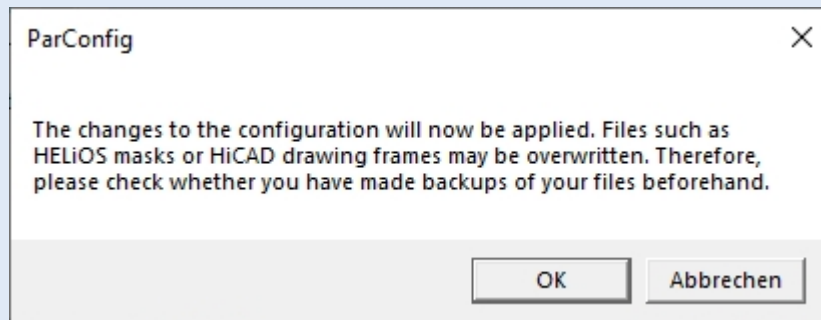 ParConfig
The changes to the configuration will now be applied. Files such as
HELiOS masks or HiCAD drawing frames may be overwritten. Therefore,
please check whether you have made backups of your files beforehand.
OK
Abbrechen